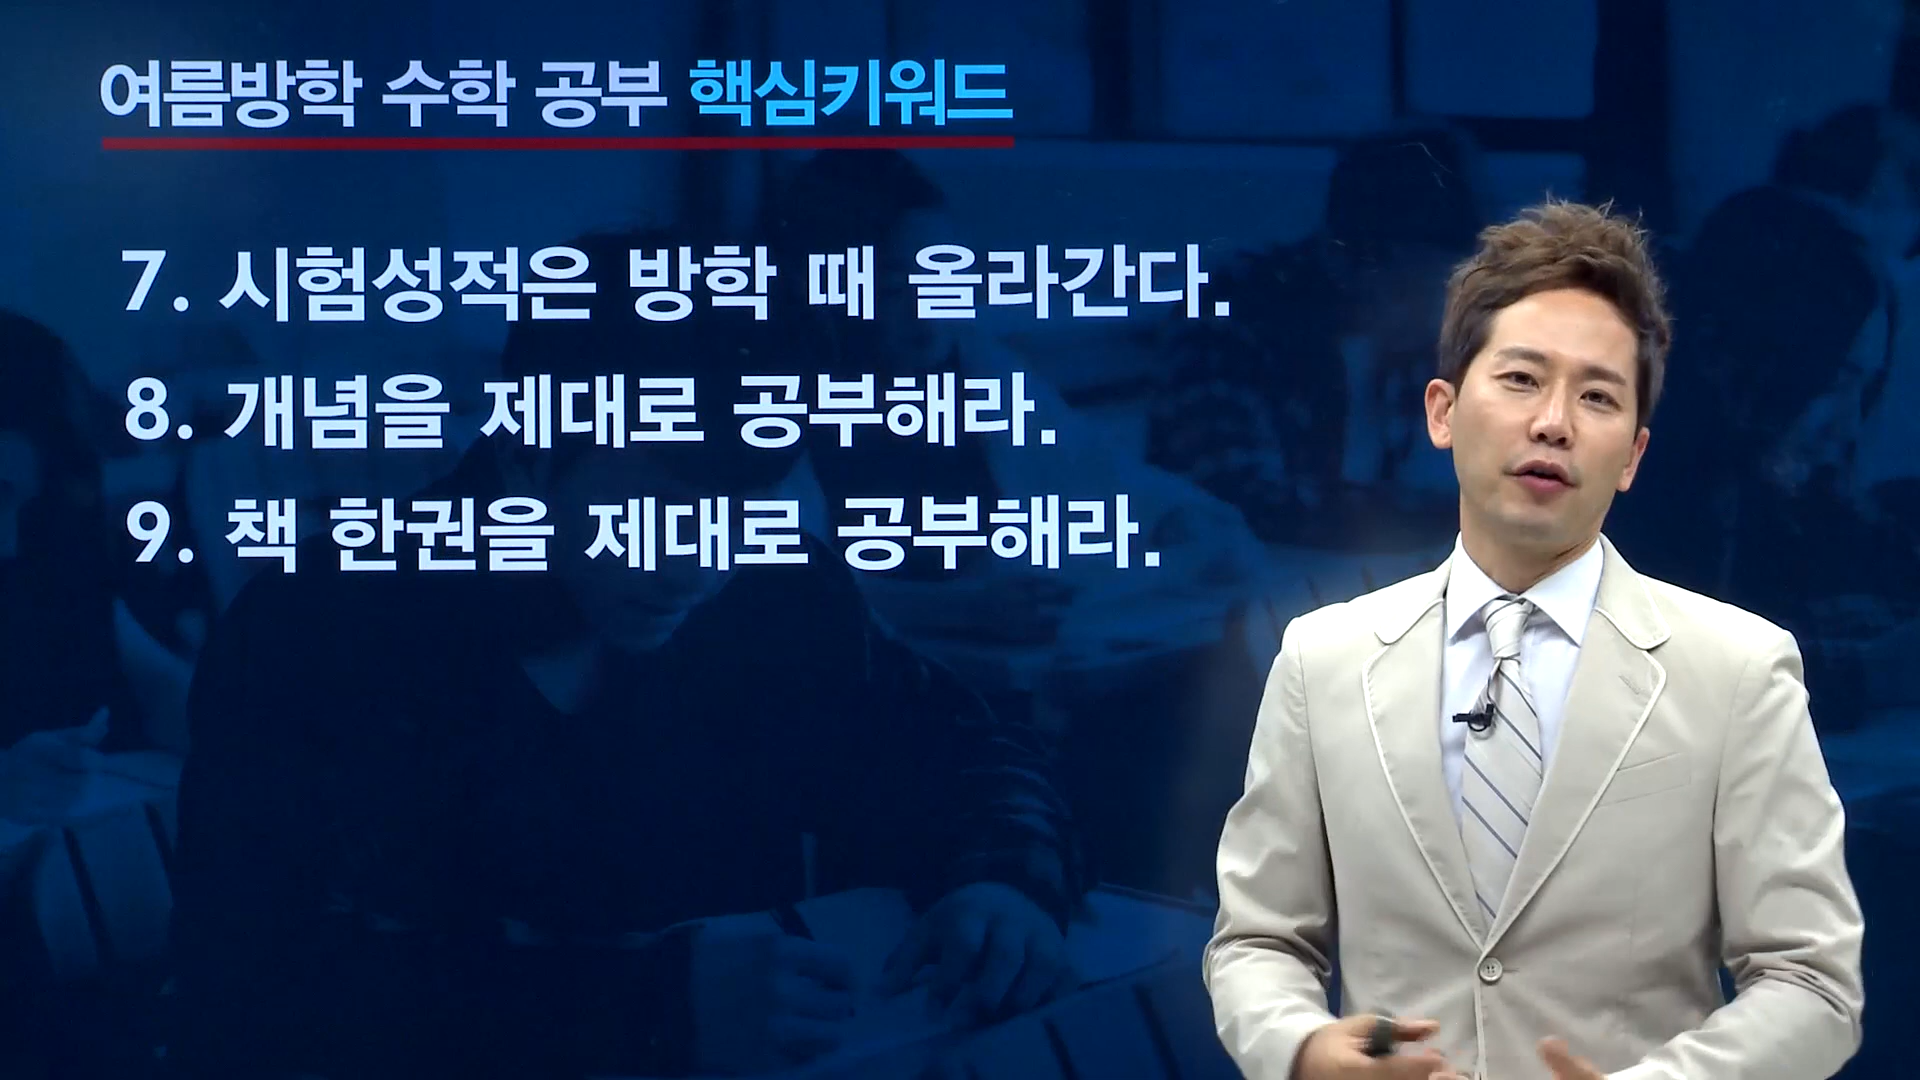 여름방학 수학 공부 핵심키워드
7. 시험성적은 방학 때 올라간다.
8. 개념을 제대로 공부해라.
9. 책 한권을 제대로 공부해라.